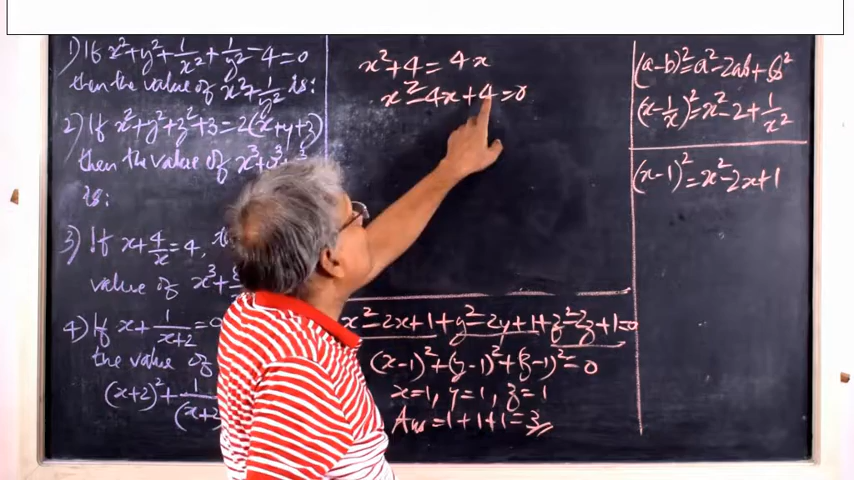 1) If x²+y²+1/x²+1/y²-4=0
then the value of x²+1/y² is:
2) If x²+y²+z²+3=2(x+y+z)
then the value of x³+y³+z³
is:
3) If x+4/x=4,
value of x³+
4) If x+1/(x+2)=
the value of
(x+2)²+1/(x+2
x²+4=4x
x²-4x+4=0
x²-2x+1+y²-2y+1+z²-2z+1=0
(x-1)²+(y-1)²+(z-1)²=0
x=1, y=1, z=1
Ans=1+1+1=3
(a-b)²=a²-2ab+b²
(x-1/x)²=x²-2+1/x²
(x-1)²=x²-2x+1